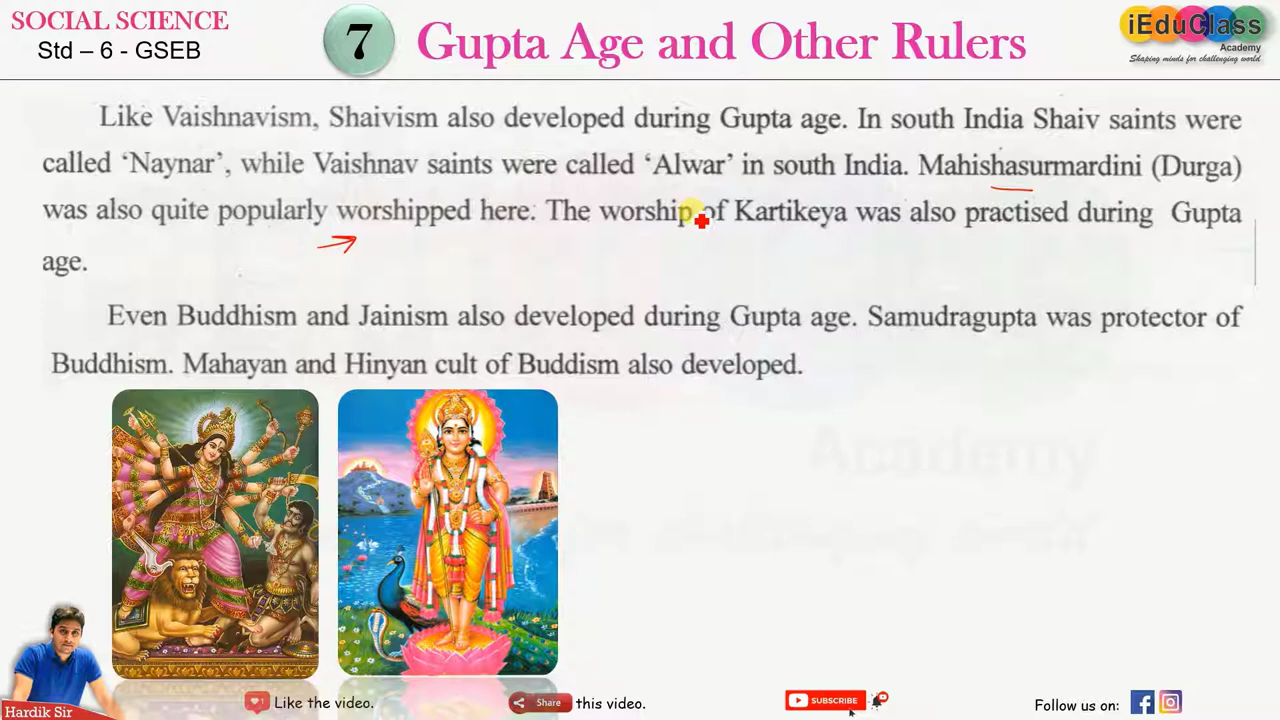 SOCIAL SCIENCE
Std – 6 - GSEB
7
Gupta Age and Other Rulers
iEduClass
Academy
Shaping minds for challenging world
Like Vaishnavism, Shaivism also developed during Gupta age. In south India Shaiv saints were
called ‘Naynar’, while Vaishnav saints were called ‘Alwar’ in south India. Mahishasurmardini (Durga)
was also quite popularly worshipped here. The worship of Kartikeya was also practised during Gupta
age.
Even Buddhism and Jainism also developed during Gupta age. Samudragupta was protector of
Buddhism. Mahayan and Hinyan cult of Buddism also developed.
Academy
Hardik Sir
1
Like the video.
Share
this video.
SUBSCRIBE
Follow us on: